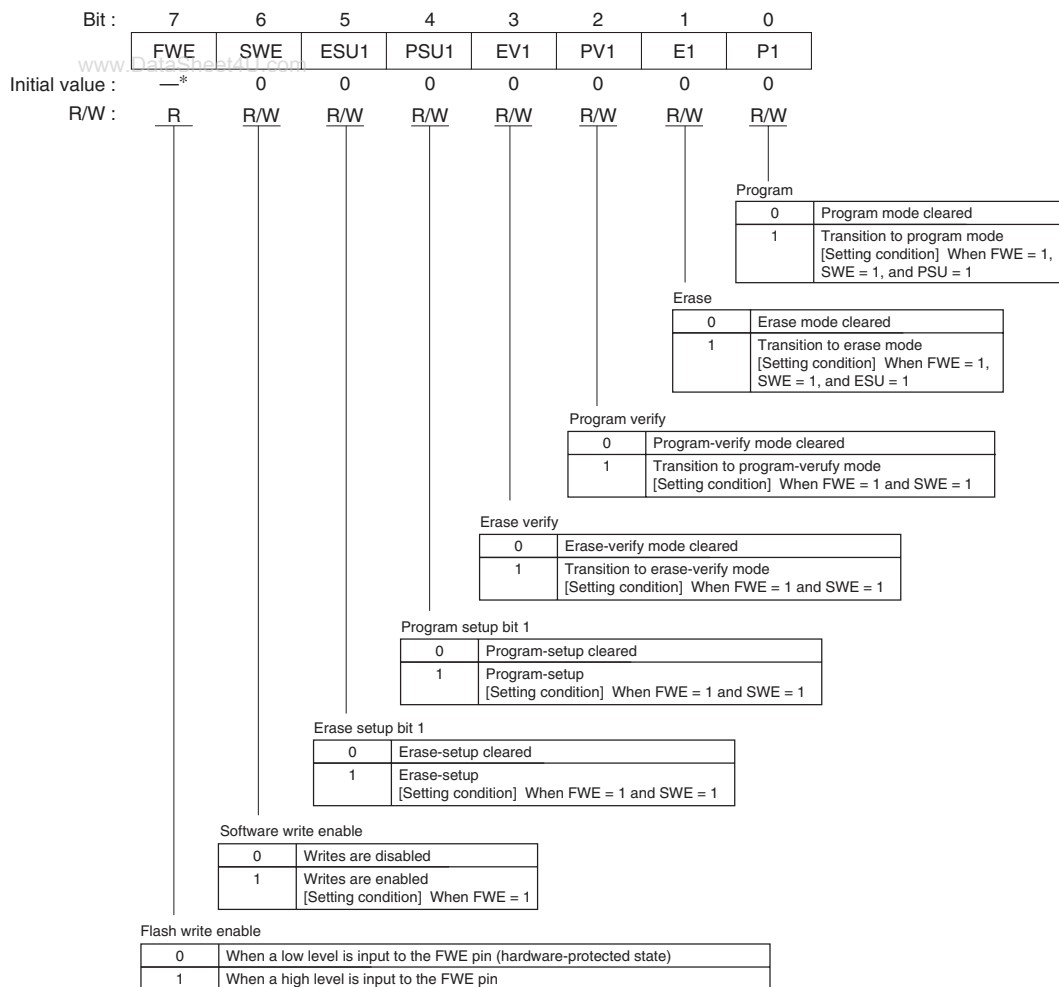 Bit : 7 6 5 4 3 2 1 0
FWE SWE ESU1 PSU1 EV1 PV1 E1 P1
www.DataSheet4U.com
Initial value : —* 0 0 0 0 0 0 0
R/W : R R/W R/W R/W R/W R/W R/W R/W
Program
0 Program mode cleared
1 Transition to program mode
[Setting condition] When FWE = 1,
SWE = 1, and PSU = 1
Erase
0 Erase mode cleared
1 Transition to erase mode
[Setting condition] When FWE = 1,
SWE = 1, and ESU = 1
Program verify
0 Program-verify mode cleared
1 Transition to program-verufy mode
[Setting condition] When FWE = 1 and SWE = 1
Erase verify
0 Erase-verify mode cleared
1 Transition to erase-verify mode
[Setting condition] When FWE = 1 and SWE = 1
Program setup bit 1
0 Program-setup cleared
1 Program-setup
[Setting condition] When FWE = 1 and SWE = 1
Erase setup bit 1
0 Erase-setup cleared
1 Erase-setup
[Setting condition] When FWE = 1 and SWE = 1
Software write enable
0 Writes are disabled
1 Writes are enabled
[Setting condition] When FWE = 1
Flash write enable
0 When a low level is input to the FWE pin (hardware-protected state)
1 When a high level is input to the FWE pin